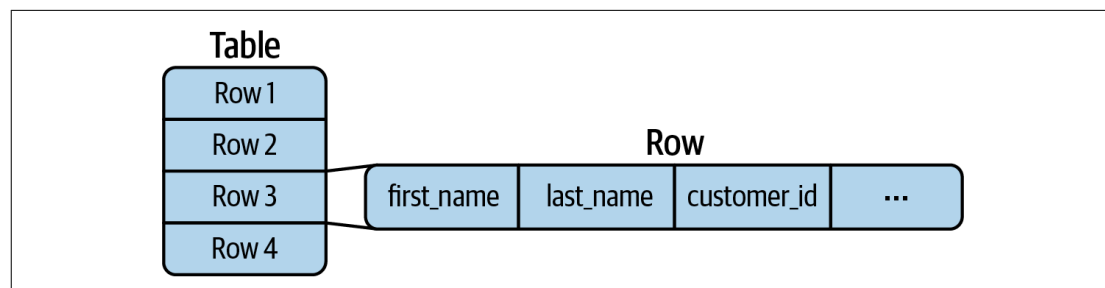 Table
Row 1
Row 2
Row 3
Row 4
Row
first_name last_name customer_id ...